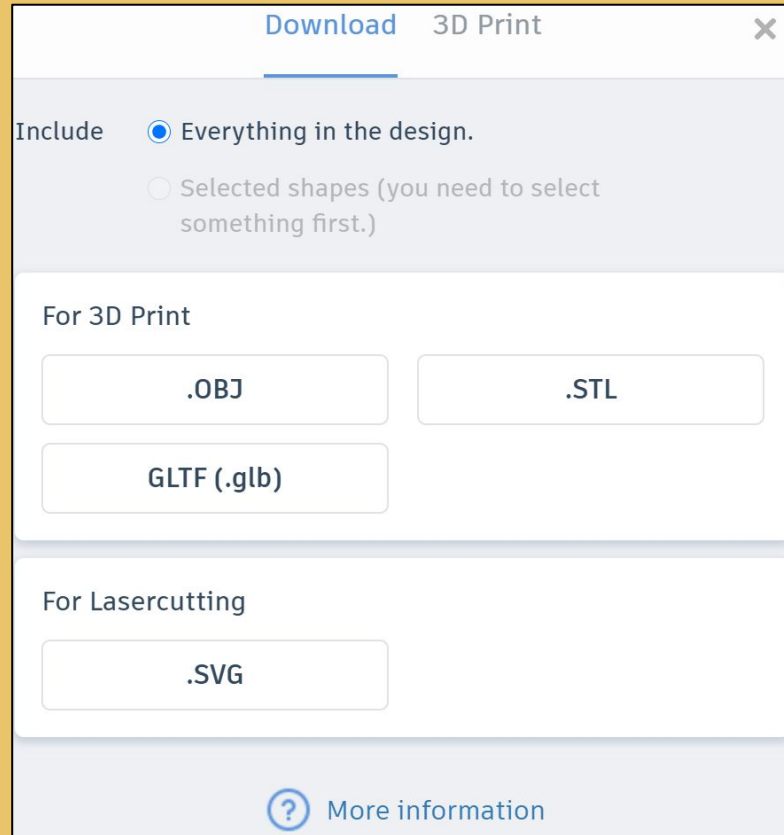 Download 3D Print
Include Everything in the design.
Selected shapes (you need to select
something first.)
For 3D Print
.OBJ .STL
GLTF (.glb)
For Lasercutting
.SVG
? More information